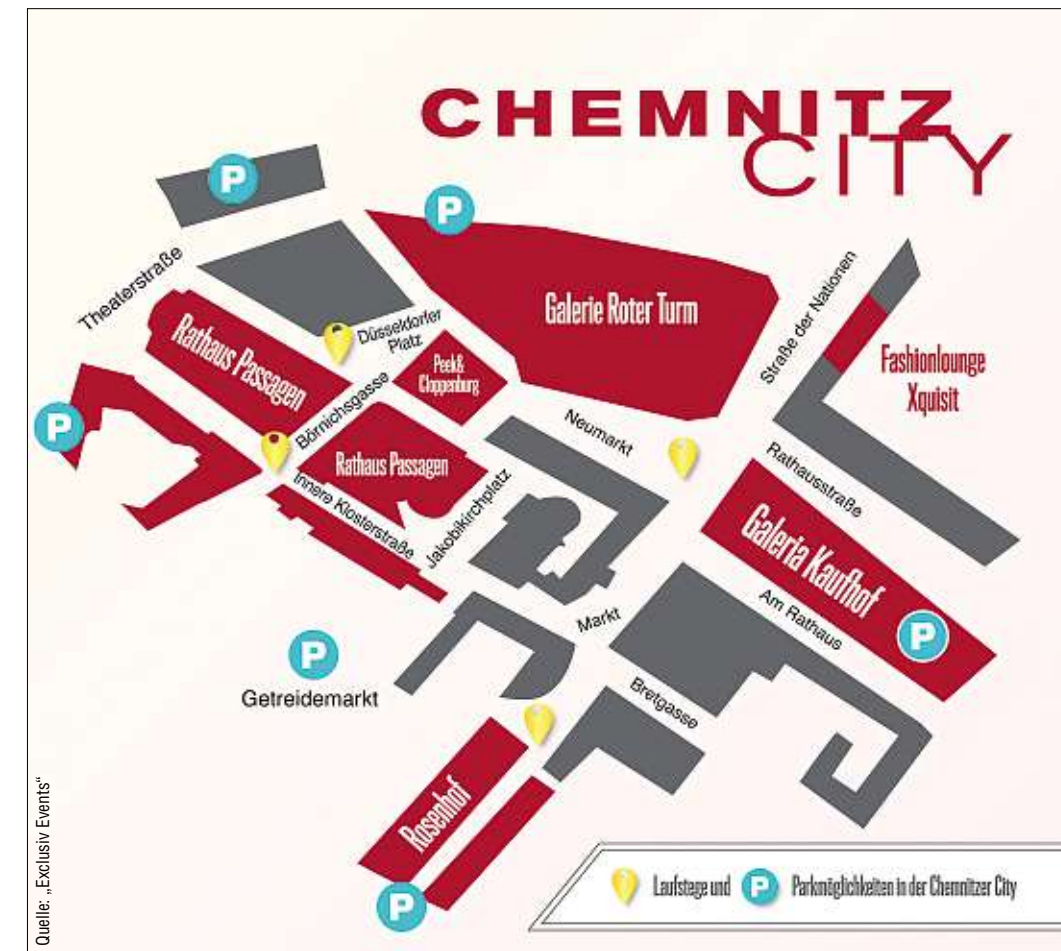 CHEMNITZ
CITY
P
P
Theaterstraße
Düsseldorfer
Platz
Galerie Roter Turm
Straße der Nationen
Rathaus Passagen
Peek&
Cloppenburg
Fashionlounge
Xquisit
P
Börnichsgasse
Neumarkt
Rathaus Passagen
Innere Klosterstraße
Jakobikirchplatz
Rathausstraße
Galeria Kaufhof
P
Am Rathaus
Markt
P
Getreidemarkt
Bretgasse
Rosenhof
P
Laufstege und P Parkmöglichkeiten in der Chemnitzer City
Quelle: „Exclusiv Events“